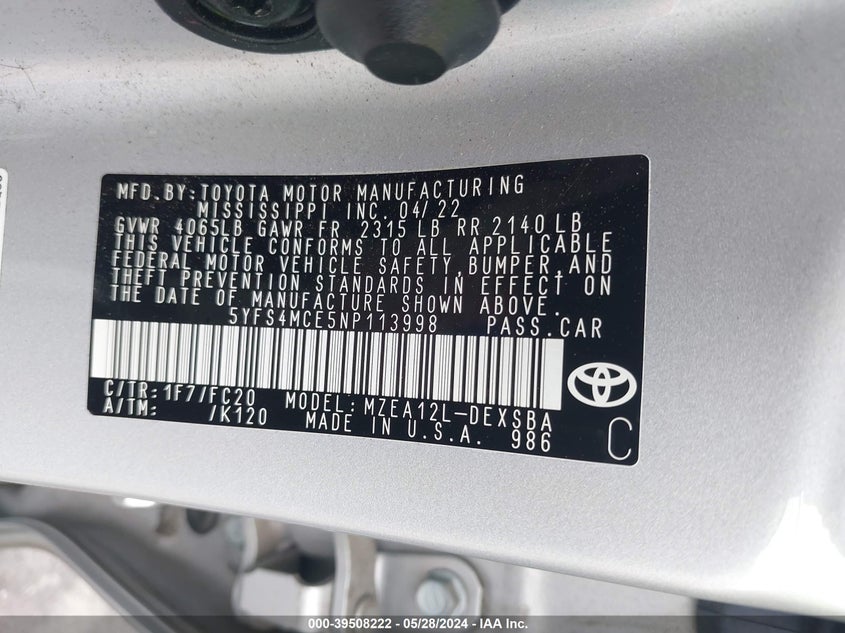 MFD.BY:TOYOTA MOTOR MANUFACTURING
MISSISSIPPI INC. 04/22
GVWR 4065LB GAWR FR 2315 LB RR 2140 LB
THIS VEHICLE CONFORMS TO ALL APPLICABLE
FEDERAL MOTOR VEHICLE SAFETY,BUMPER,AND
THEFT PREVENTION STANDARDS IN EFFECT ON
THE DATE OF MANUFACTURE SHOWN ABOVE.
5YFS4MCE5NP113998 PASS.CAR
C/TR:1F7/FC20 MODEL:MZEA12L-DEXSBA
A/TM: /K120 MADE IN U.S.A. 986
C
000-39508222 - 05/28/2024 - IAA Inc.